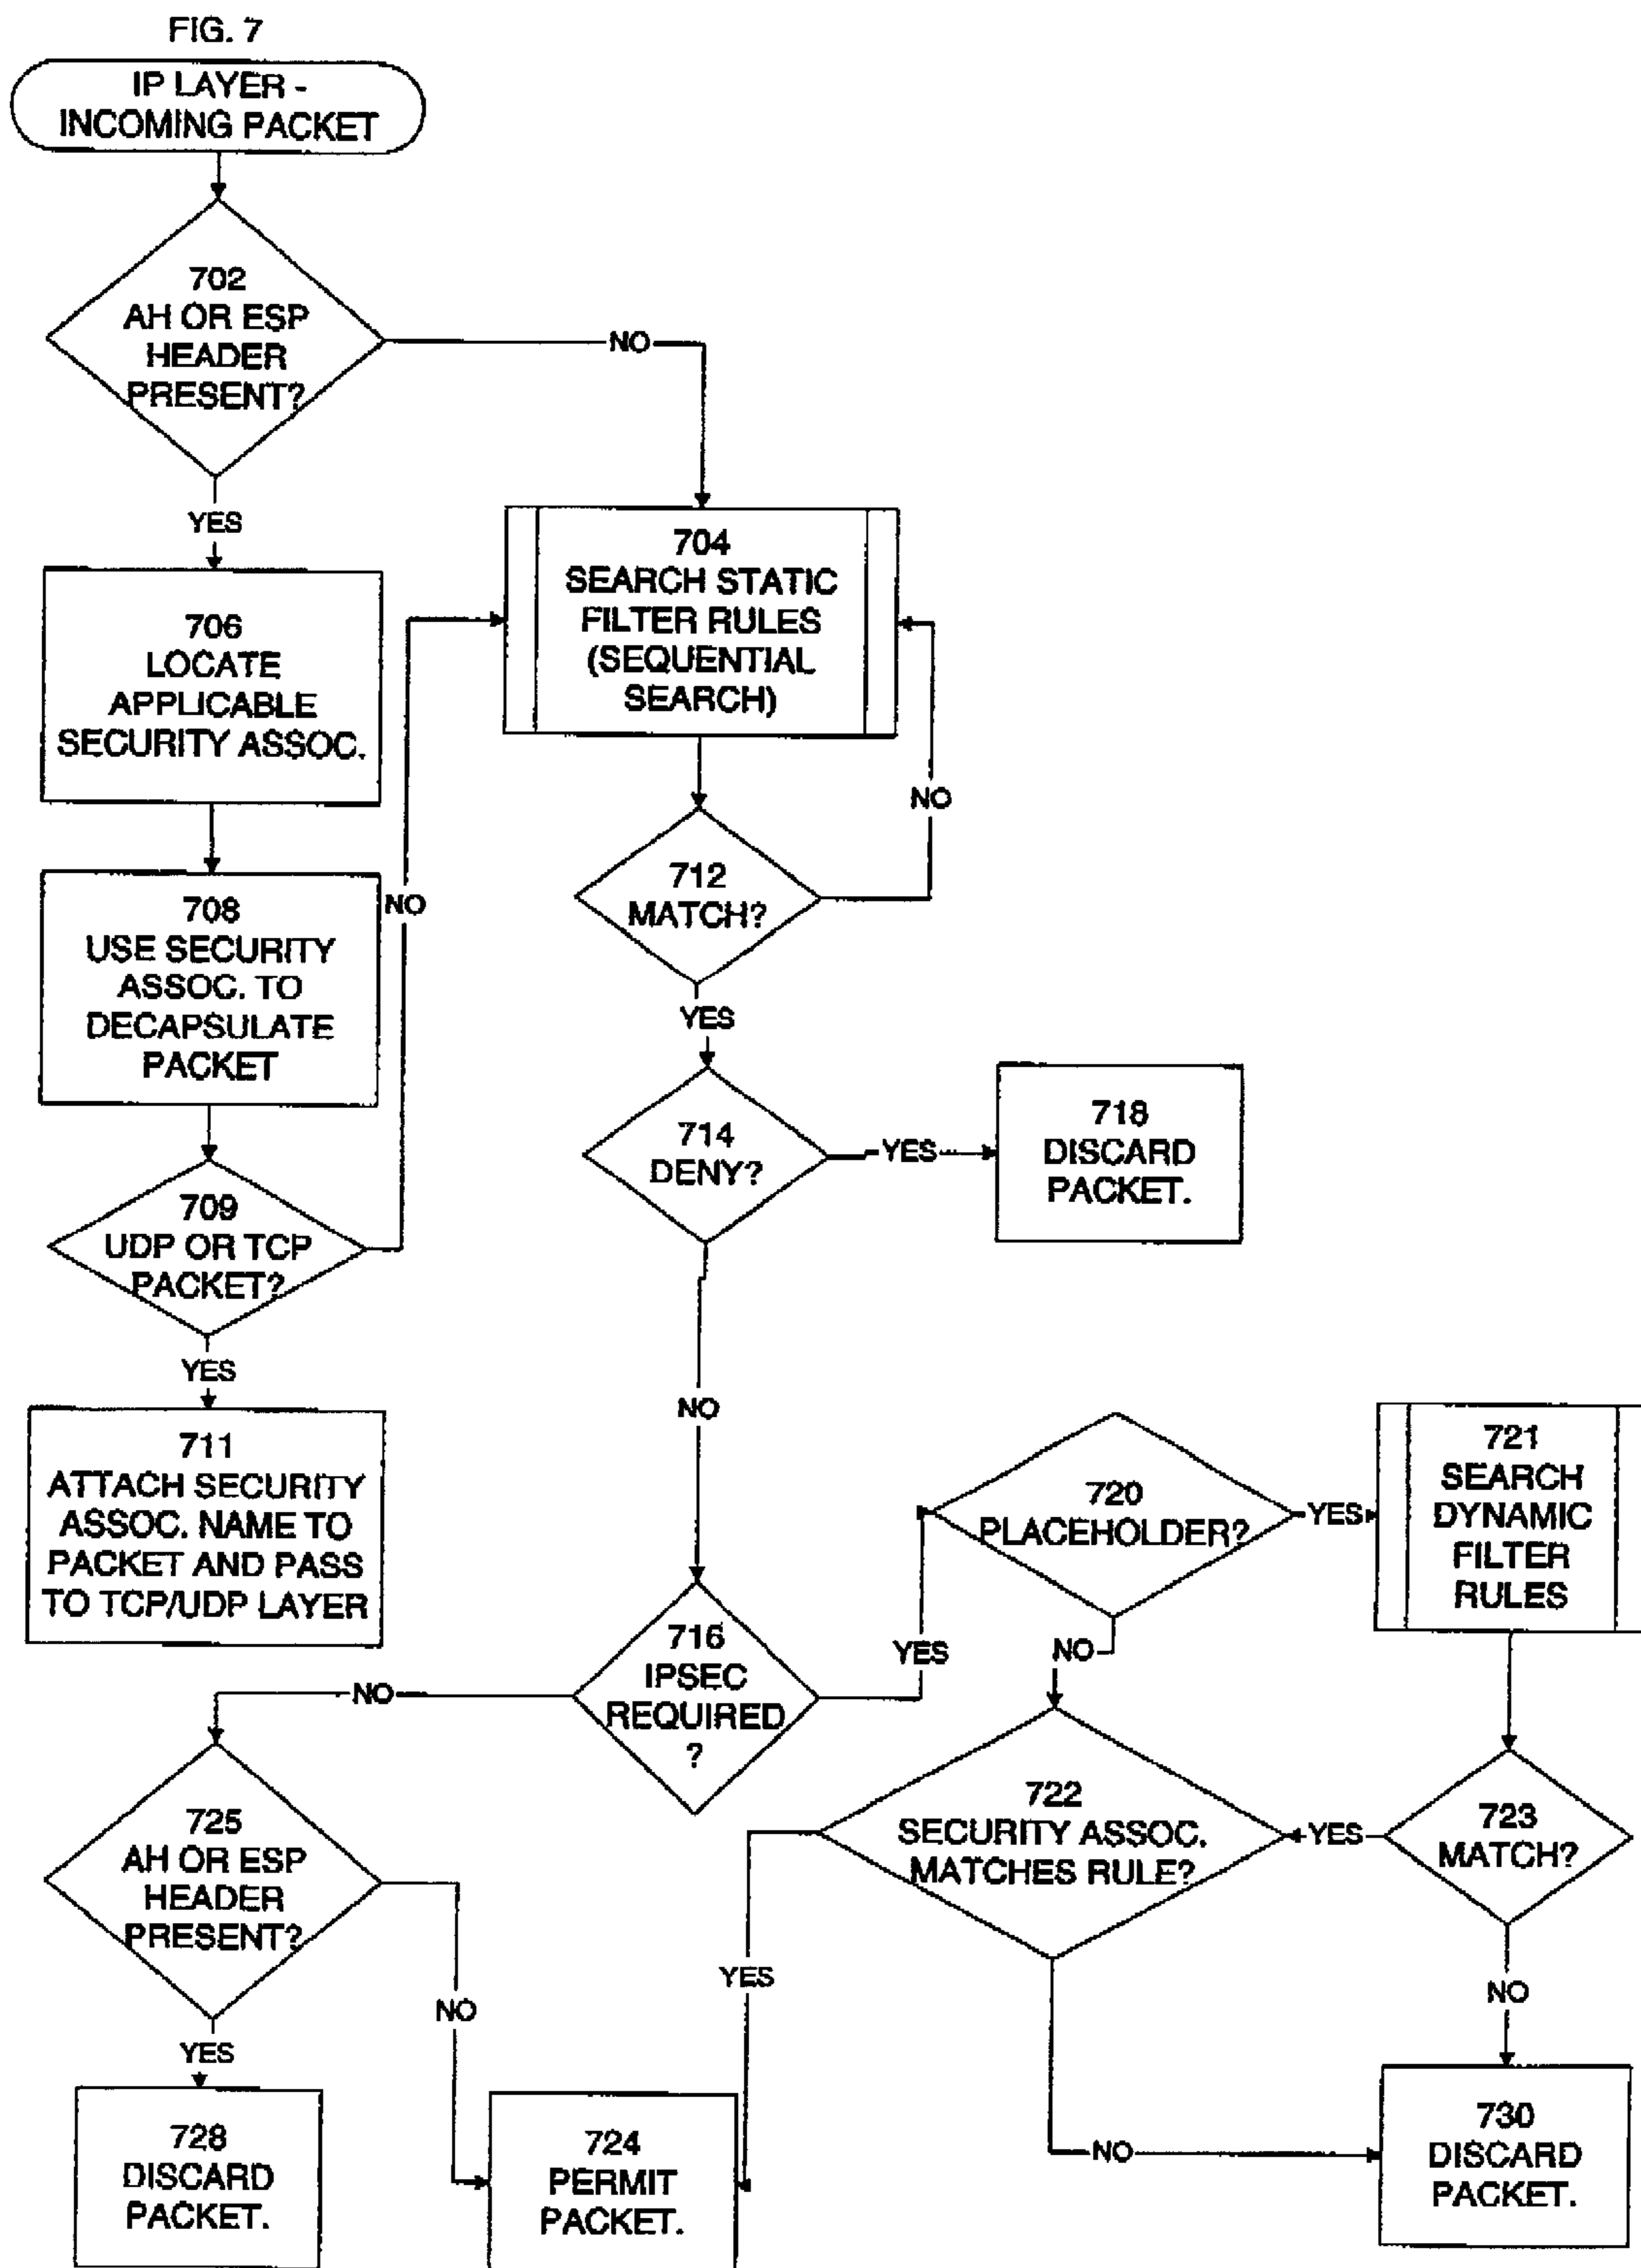 FIG. 7
IP LAYER -
INCOMING PACKET
702
AH OR ESP
HEADER
PRESENT?
NO
YES
704
SEARCH STATIC
FILTER RULES
(SEQUENTIAL
SEARCH)
706
LOCATE
APPLICABLE
SECURITY ASSOC.
NO
712
MATCH?
708
USE SECURITY
ASSOC. TO
DECAPSULATE
PACKET
NO
YES
714
DENY?
YES
718
DISCARD
PACKET.
709
UDP OR TCP
PACKET?
YES
NO
711
ATTACH SECURITY
ASSOC. NAME TO
PACKET AND PASS
TO TCP/UDP LAYER
720
PLACEHOLDER?
YES
721
SEARCH
DYNAMIC
FILTER
RULES
716
IPSEC
REQUIRED
?
YES
NO
NO
722
SECURITY ASSOC.
MATCHES RULE?
YES
723
MATCH?
725
AH OR ESP
HEADER
PRESENT?
NO
YES
NO
YES
728
DISCARD
PACKET.
724
PERMIT
PACKET.
NO
730
DISCARD
PACKET.